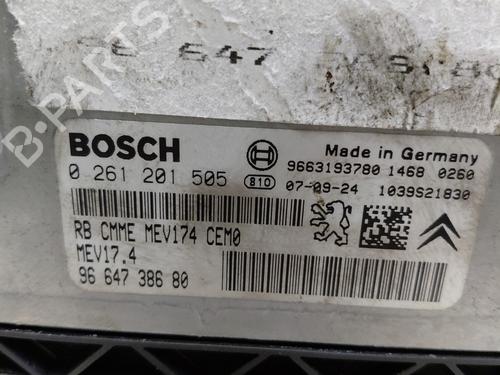 647
B-PARTS
BOSCH
Made in Germany
0 261 201 505
9663193780 1468 0260
810
07-09-24
1039S21830
RB CMME MEV174 CEM0
MEV17.4
96 647 386 80